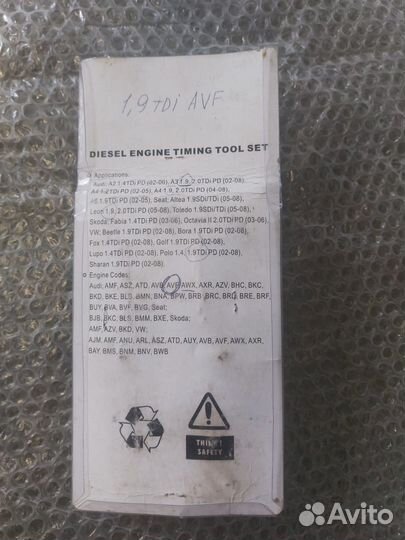 1,9 TDi AVF
DIESEL ENGINE TIMING TOOL SET
Applications:
Audi: A2 1.4TDi PD (02-06), A3 1.9, 2.0TDi PD (02-08),
A4 1.2TDi PD (02-05), A4 1.9, 2.0TDi PD (04-08),
A6 1.9TDi PD (02-05), Seat: Altea 1.9SDi/TDi (05-08),
Leon 1.9, 2.0TDi PD (05-08), Toledo 1.9SDi/TDi (05-08),
Skoda: Fabia 1.4TDi PD (03-06), Octavia II 2.0TDi PD (03-06),
VW: Beetle 1.9TDi PD (02-08), Bora 1.9TDi PD (02-08),
Fox 1.4TDi PD (02-08), Golf 1.9TDi PD (02-08),
Lupo 1.4TDi PD (02-08), Polo 1.4, 1.9TDi PD (02-08),
Sharan 1.9TDi PD (02-08).
Engine Codes:
Audi, AMF, ASZ, ATD, AVB, AVF, AWX, AXR, AZV, BHC, BKC,
BKD, BKE, BLS, BMN, BNA, BPW, BRB, BRC, BRD, BRE, BRF,
BUY, BVA, BVF, BVG, Seat:
BJB, BKC, BLS, BMM, BXE, Skoda:
AMF, AZV, BKD, VW;
AJM, AMF, ANU, ARL, ASZ, ATD, AUY, AVB, AVF, AWX, AXR,
BAY, BMS, BNM, BNV, BWB
THINK
SAFETY
Avito